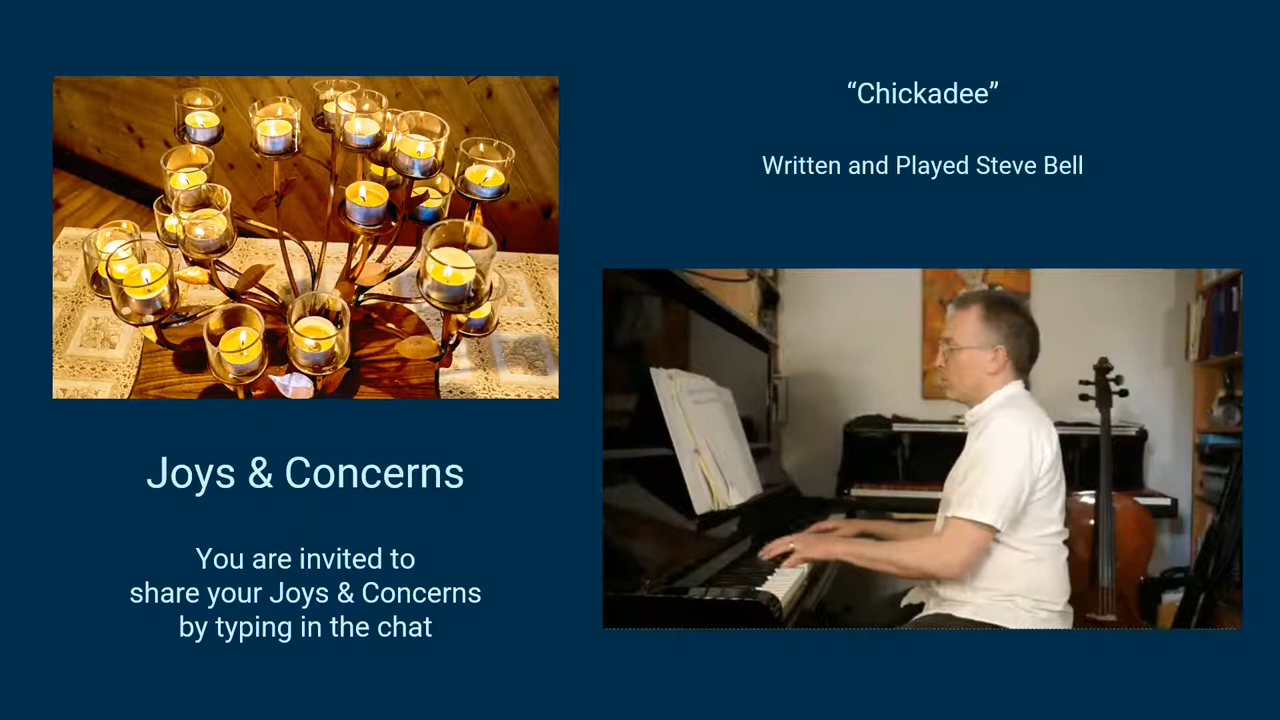 Joys & Concerns
You are invited to
share your Joys & Concerns
by typing in the chat
“Chickadee”
Written and Played Steve Bell